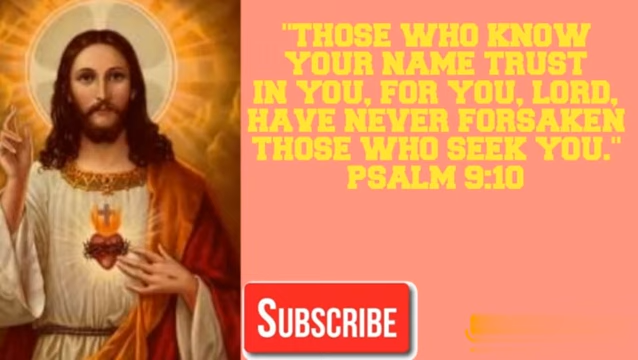 "THOSE WHO KNOW
YOUR NAME TRUST
IN YOU, FOR YOU, LORD,
HAVE NEVER FORSAKEN
THOSE WHO SEEK YOU."
PSALM 9:10
SUBSCRIBE